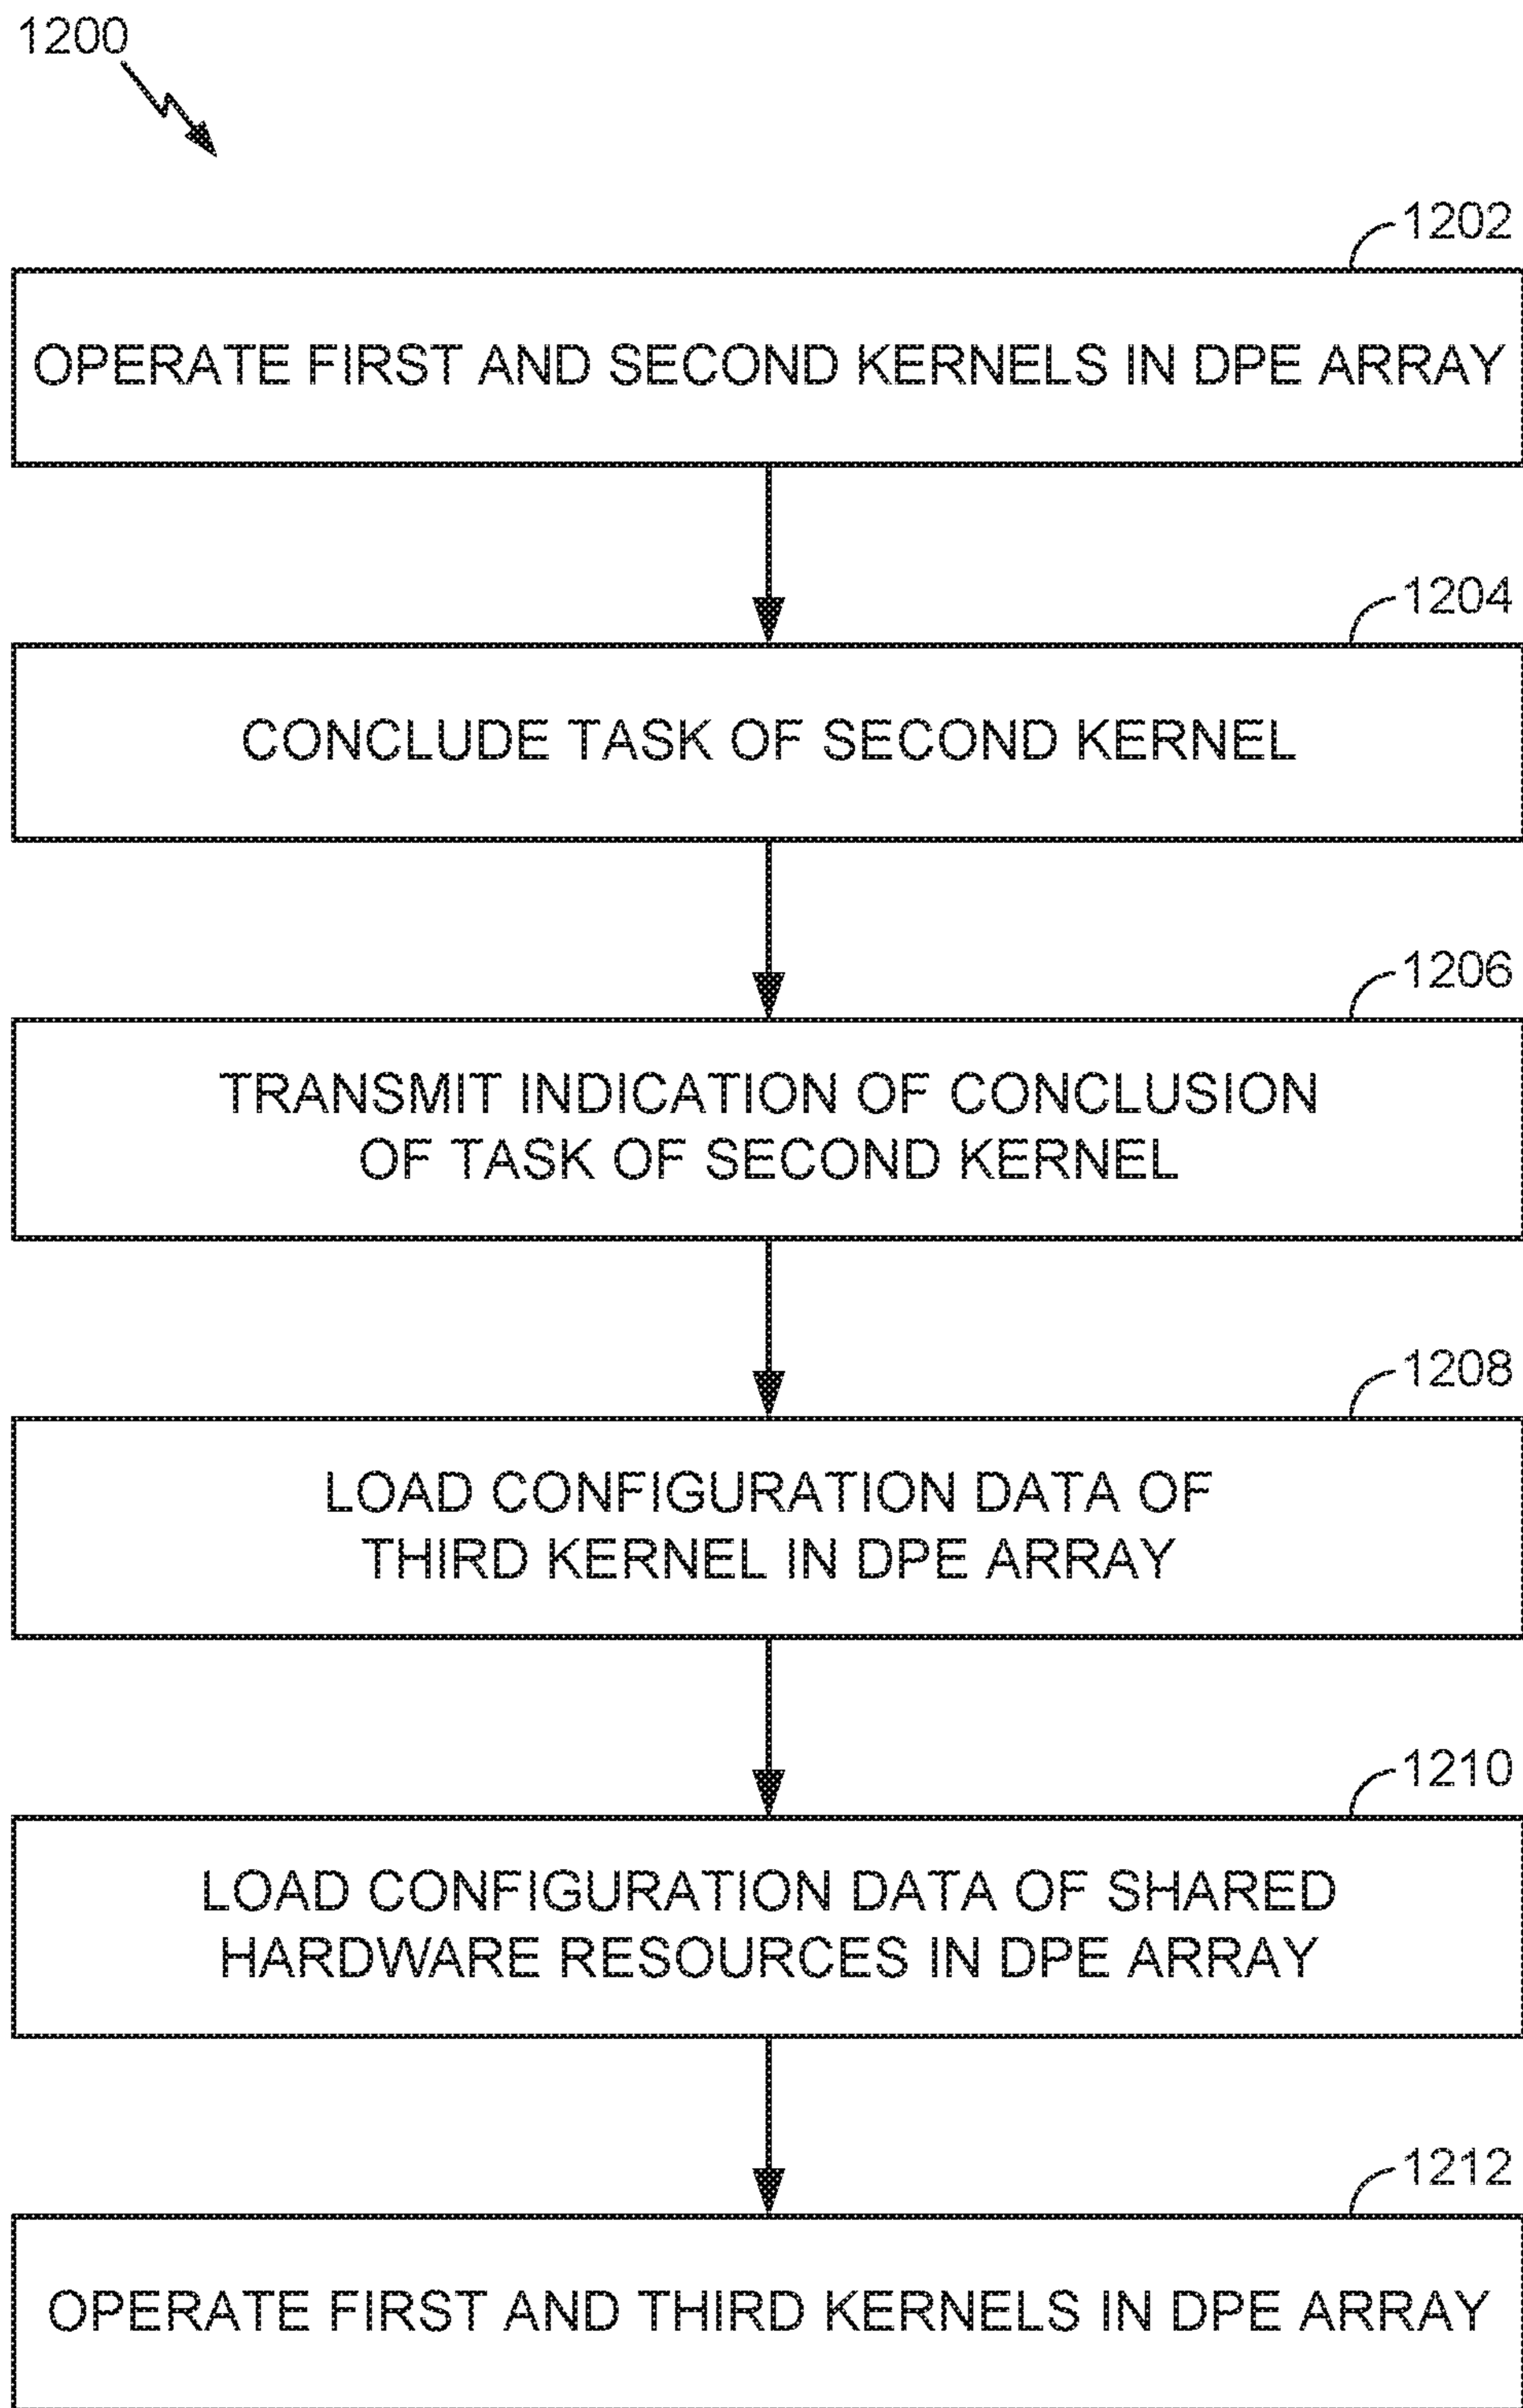 1200
1202
OPERATE FIRST AND SECOND KERNELS IN DPE ARRAY
1204
CONCLUDE TASK OF SECOND KERNEL
1206
TRANSMIT INDICATION OF CONCLUSION
OF TASK OF SECOND KERNEL
1208
LOAD CONFIGURATION DATA OF
THIRD KERNEL IN DPE ARRAY
1210
LOAD CONFIGURATION DATA OF SHARED
HARDWARE RESOURCES IN DPE ARRAY
1212
OPERATE FIRST AND THIRD KERNELS IN DPE ARRAY